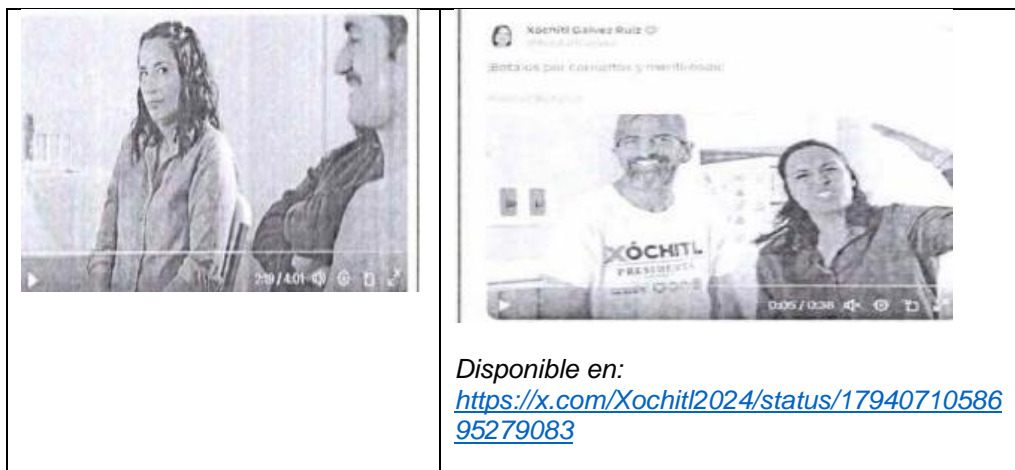 2:19 / 4:01
Xóchitl Gálvez Ruiz
¡Bótalos por corruptos y mentirosos!
XÓCHITL
PRESIDENTA
0:05 / 0:38
Disponible en:
https://x.com/Xochitl2024/status/17940710586
95279083